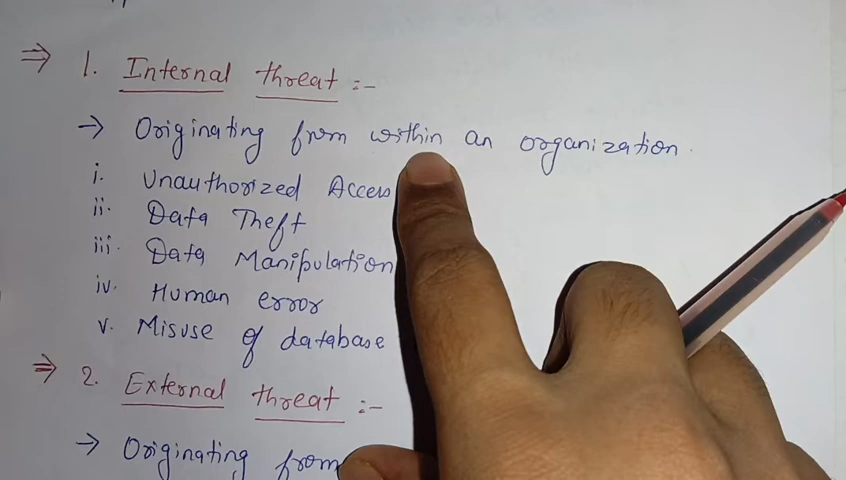 ⇒ 1. Internal threat :-
→ Originating from within an organization.
i. Unauthorized Access
ii. Data Theft
iii. Data Manipulation
iv. Human error
v. Misuse of database
⇒ 2. External threat :-
→ Originating from